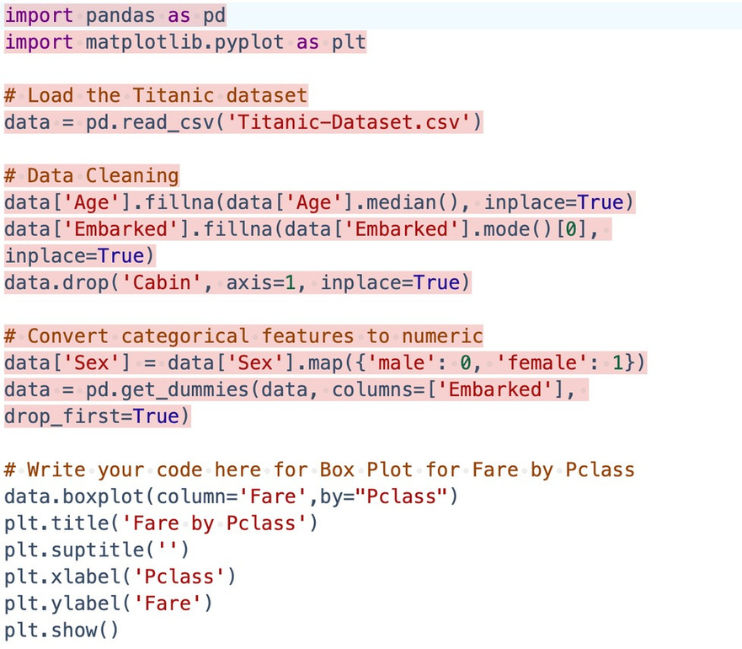 import pandas as pd
import matplotlib.pyplot as plt
# Load the Titanic dataset
data = pd.read_csv('Titanic-Dataset.csv')
# Data Cleaning
data['Age'].fillna(data['Age'].median(), inplace=True)
data['Embarked'].fillna(data['Embarked'].mode()[0],
inplace=True)
data.drop('Cabin', axis=1, inplace=True)
# Convert categorical features to numeric
data['Sex'] = data['Sex'].map({'male': 0, 'female': 1})
data = pd.get_dummies(data, columns=['Embarked'],
drop_first=True)
# Write your code here for Box Plot for Fare by Pclass
data.boxplot(column='Fare',by="Pclass")
plt.title('Fare by Pclass')
plt.suptitle('')
plt.xlabel('Pclass')
plt.ylabel('Fare')
plt.show()